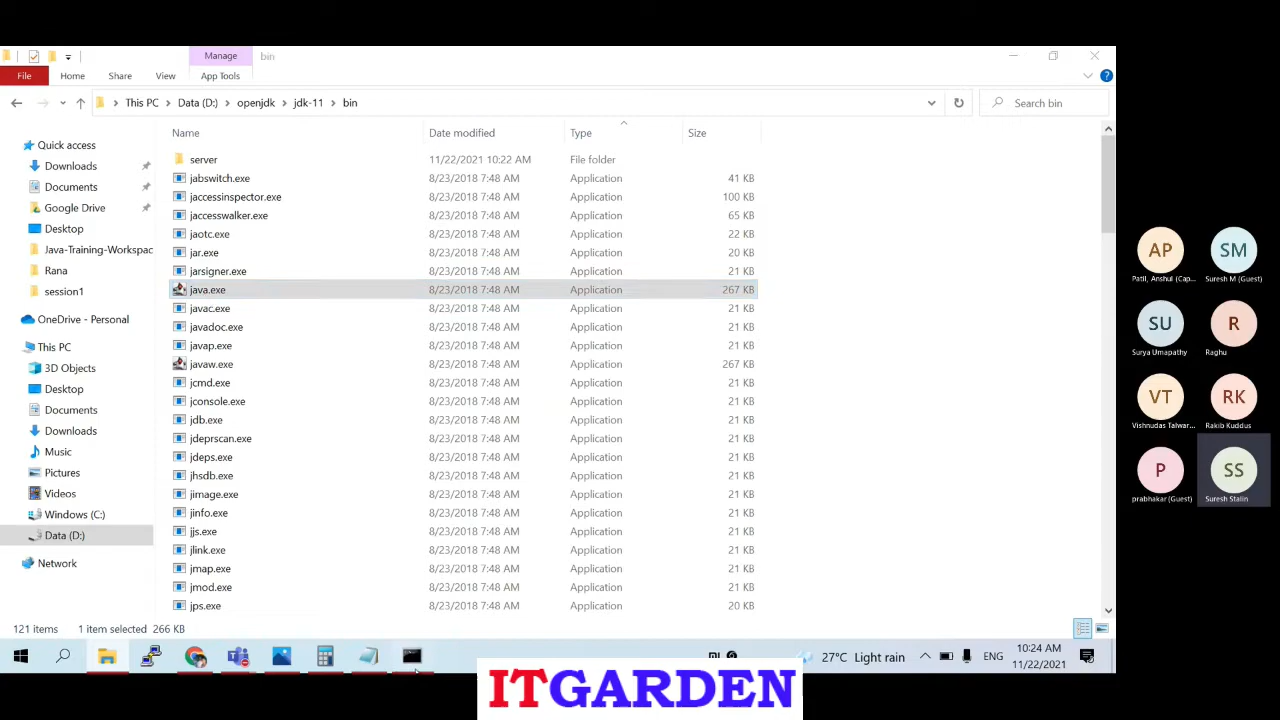 Manage
bin
File
Home
Share
View
App Tools
This PC
Data (D:)
openjdk
jdk-11
bin
Search bin
Name
Date modified
Type
Size
Quick access
Downloads
Documents
Google Drive
Desktop
Java-Training-Workspac
Rana
session1
OneDrive - Personal
This PC
3D Objects
Desktop
Documents
Downloads
Music
Pictures
Videos
Windows (C:)
Data (D:)
Network
server 11/22/2021 10:22 AM File folder
jabswitch.exe 8/23/2018 7:48 AM Application 41 KB
jaccessinspector.exe 8/23/2018 7:48 AM Application 100 KB
jaccesswalker.exe 8/23/2018 7:48 AM Application 65 KB
jaotc.exe 8/23/2018 7:48 AM Application 22 KB
jar.exe 8/23/2018 7:48 AM Application 20 KB
jarsigner.exe 8/23/2018 7:48 AM Application 21 KB
java.exe 8/23/2018 7:48 AM Application 267 KB
javac.exe 8/23/2018 7:48 AM Application 21 KB
javadoc.exe 8/23/2018 7:48 AM Application 21 KB
javap.exe 8/23/2018 7:48 AM Application 21 KB
javaw.exe 8/23/2018 7:48 AM Application 267 KB
jcmd.exe 8/23/2018 7:48 AM Application 21 KB
jconsole.exe 8/23/2018 7:48 AM Application 21 KB
jdb.exe 8/23/2018 7:48 AM Application 21 KB
jdeprscan.exe 8/23/2018 7:48 AM Application 21 KB
jdeps.exe 8/23/2018 7:48 AM Application 21 KB
jhsdb.exe 8/23/2018 7:48 AM Application 21 KB
jimage.exe 8/23/2018 7:48 AM Application 21 KB
jinfo.exe 8/23/2018 7:48 AM Application 21 KB
jjs.exe 8/23/2018 7:48 AM Application 21 KB
jlink.exe 8/23/2018 7:48 AM Application 21 KB
jmap.exe 8/23/2018 7:48 AM Application 21 KB
jmod.exe 8/23/2018 7:48 AM Application 21 KB
jps.exe 8/23/2018 7:48 AM Application 20 KB
121 items 1 item selected 266 KB
27°C Light rain
ENG
10:24 AM
11/22/2021
AP
Patil, Anshul (Cap...
SM
Suresh M (Guest)
SU
Surya Umapathy
R
Raghu
VT
Vishnudas Talwar...
RK
Rakib Kuddus
P
prabhakar (Guest)
SS
Suresh Stalin
ITGARDEN